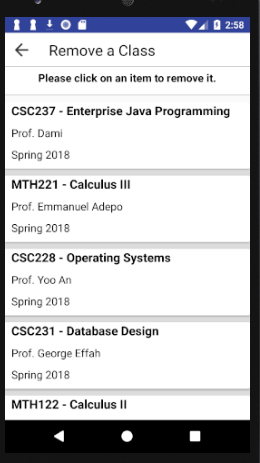 2:58
Remove a Class
Please click on an item to remove it.
CSC237 - Enterprise Java Programming
Prof. Dami
Spring 2018
MTH221 - Calculus III
Prof. Emmanuel Adepo
Spring 2018
CSC228 - Operating Systems
Prof. Yoo An
Spring 2018
CSC231 - Database Design
Prof. George Effah
Spring 2018
MTH122 - Calculus II